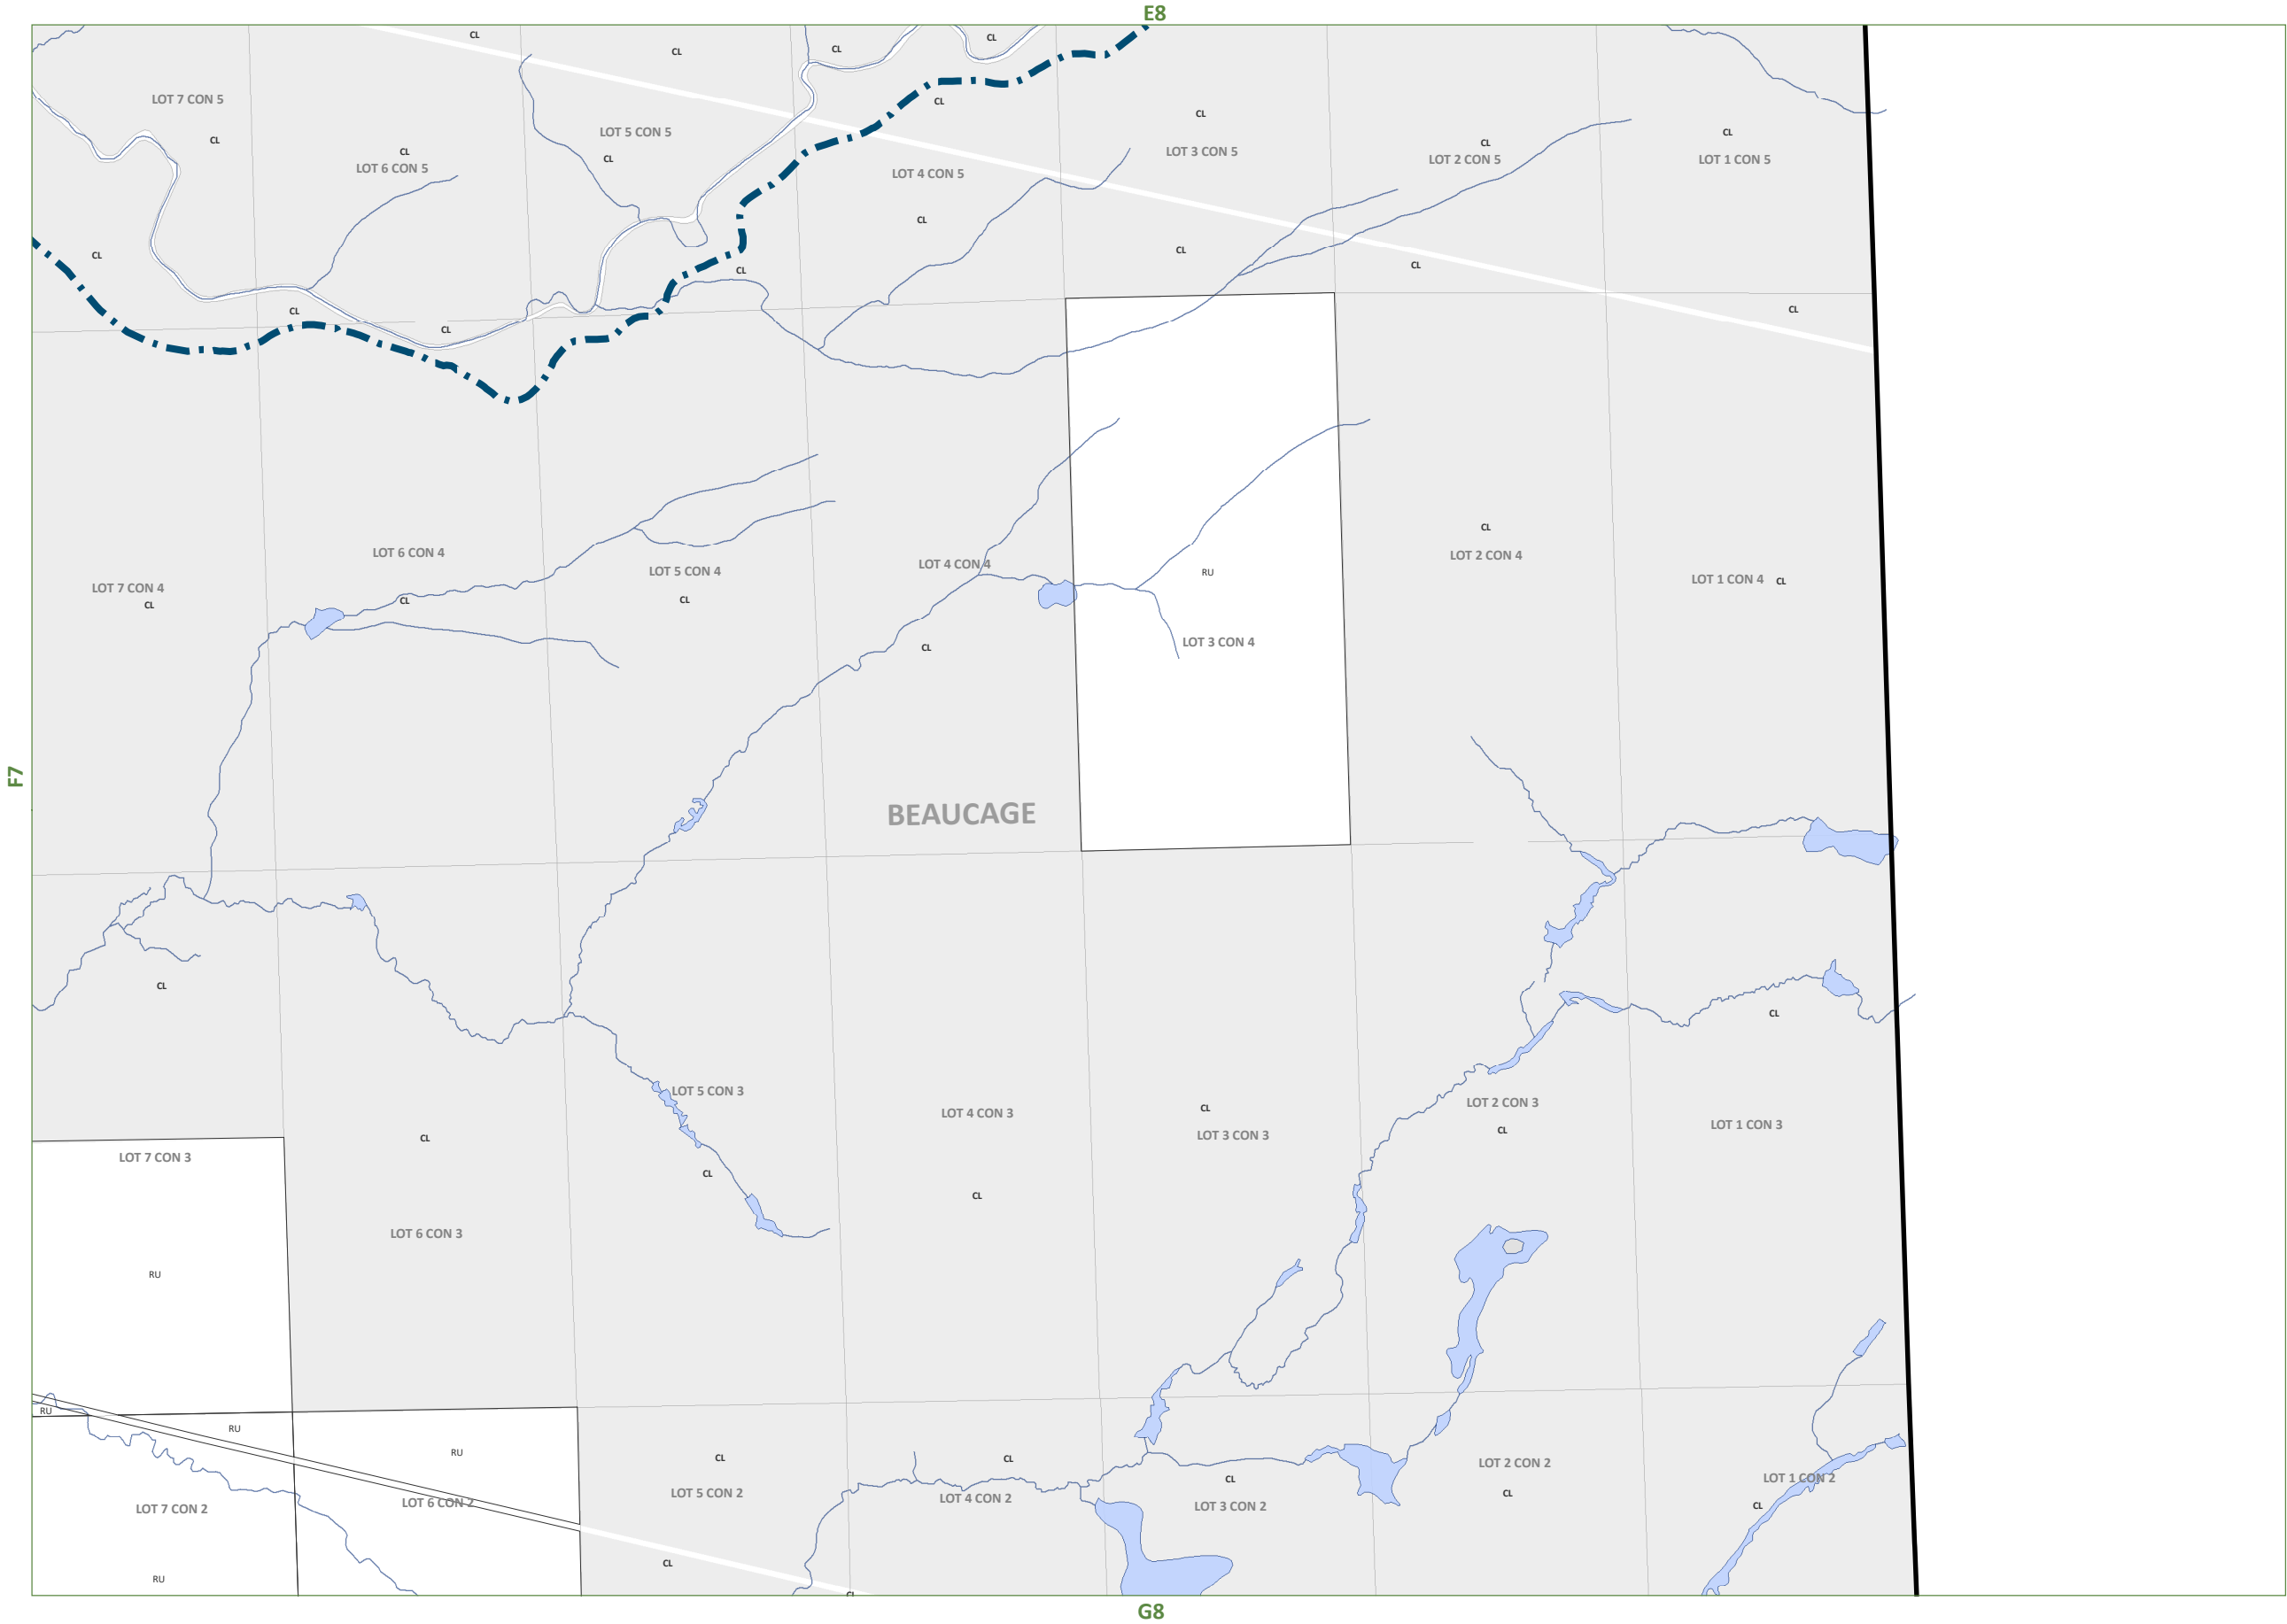 E8
CL
CL
CL
CL
LOT 7 CON 5
CL
CL
LOT 5 CON 5
CL
LOT 3 CON 5
CL
CL
LOT 2 CON 5
CL
LOT 1 CON 5
CL
LOT 6 CON 5
CL
LOT 4 CON 5
CL
CL
CL
CL
CL
CL
CL
CL
CL
CL
LOT 6 CON 4
LOT 7 CON 4
CL
CL
LOT 5 CON 4
CL
LOT 4 CON 4
CL
RU
LOT 3 CON 4
LOT 2 CON 4
LOT 1 CON 4 CL
F7
BEAUCAGE
CL
CL
LOT 5 CON 3
CL
LOT 4 CON 3
CL
LOT 3 CON 3
LOT 2 CON 3
CL
LOT 1 CON 3
LOT 7 CON 3
CL
CL
LOT 6 CON 3
RU
RU
RU
RU
CL
CL
CL
LOT 2 CON 2
CL
LOT 1 CON 2
CL
LOT 7 CON 2
LOT 6 CON 2
LOT 5 CON 2
LOT 4 CON 2
LOT 3 CON 2
RU
CL
CL
G8